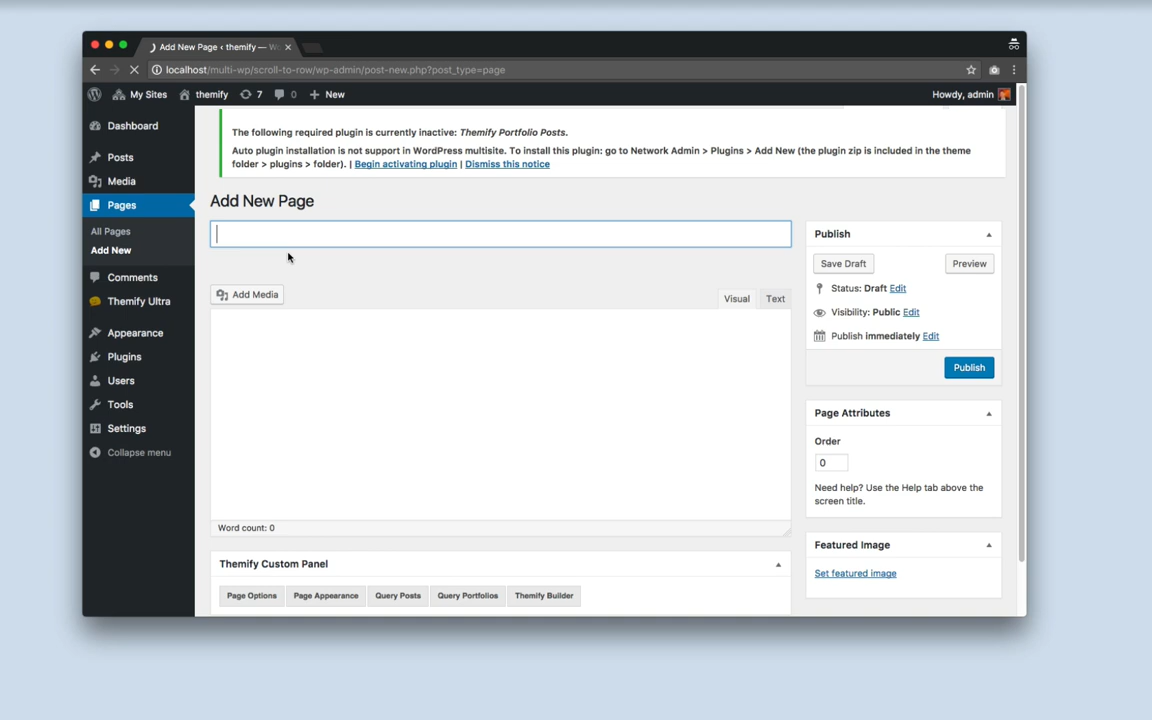 Add New Page ‹ themify — W
localhost/multi-wp/scroll-to-row/wp-admin/post-new.php?post_type=page
My Sites themify 7 0 + New Howdy, admin
Dashboard
Posts
Media
Pages
All Pages
Add New
Comments
Themify Ultra
Appearance
Plugins
Users
Tools
Settings
Collapse menu
The following required plugin is currently inactive: Themify Portfolio Posts.
Auto plugin installation is not support in WordPress multisite. To install this plugin: go to Network Admin > Plugins > Add New (the plugin zip is included in the theme
folder > plugins > folder). | Begin activating plugin | Dismiss this notice
Add New Page
Add Media
Visual Text
Word count: 0
Themify Custom Panel
Page Options Page Appearance Query Posts Query Portfolios Themify Builder
Publish
Save Draft Preview
Status: Draft Edit
Visibility: Public Edit
Publish immediately Edit
Publish
Page Attributes
Order
0
Need help? Use the Help tab above the
screen title.
Featured Image
Set featured image